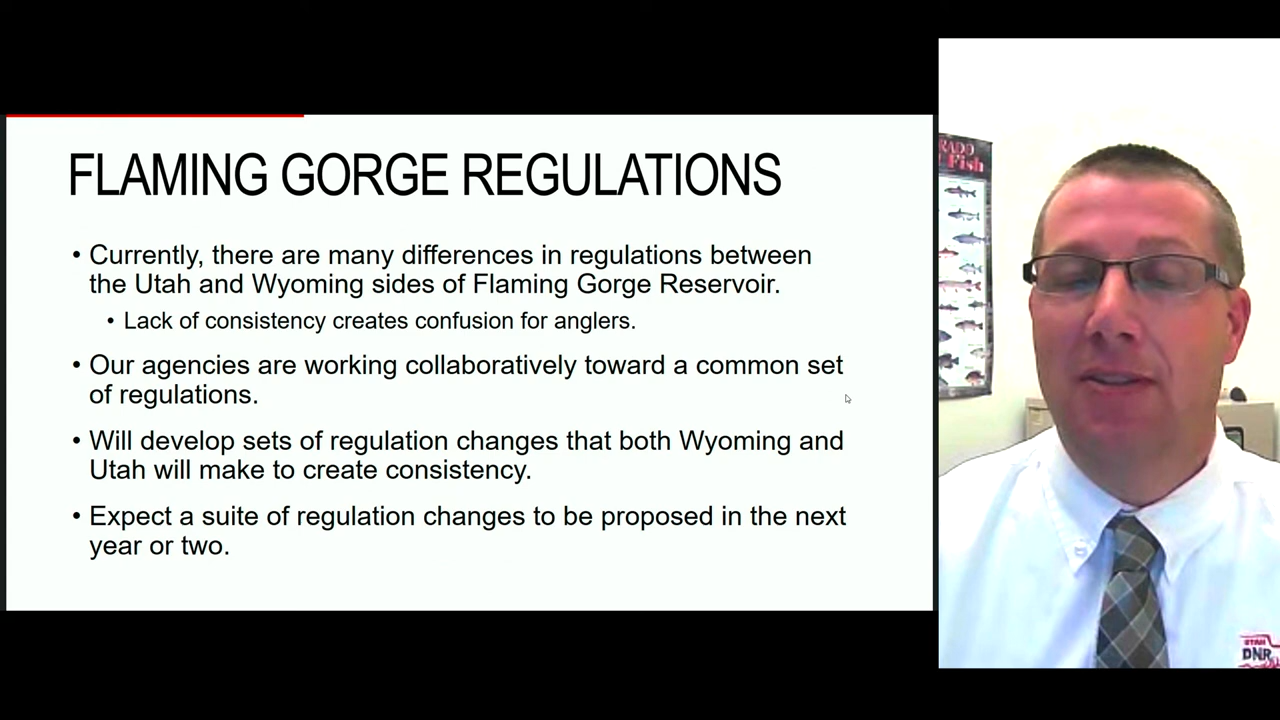 FLAMING GORGE REGULATIONS
• Currently, there are many differences in regulations between
the Utah and Wyoming sides of Flaming Gorge Reservoir.
• Lack of consistency creates confusion for anglers.
• Our agencies are working collaboratively toward a common set
of regulations.
• Will develop sets of regulation changes that both Wyoming and
Utah will make to create consistency.
• Expect a suite of regulation changes to be proposed in the next
year or two.
RADO
Fish
UTAH
DNR